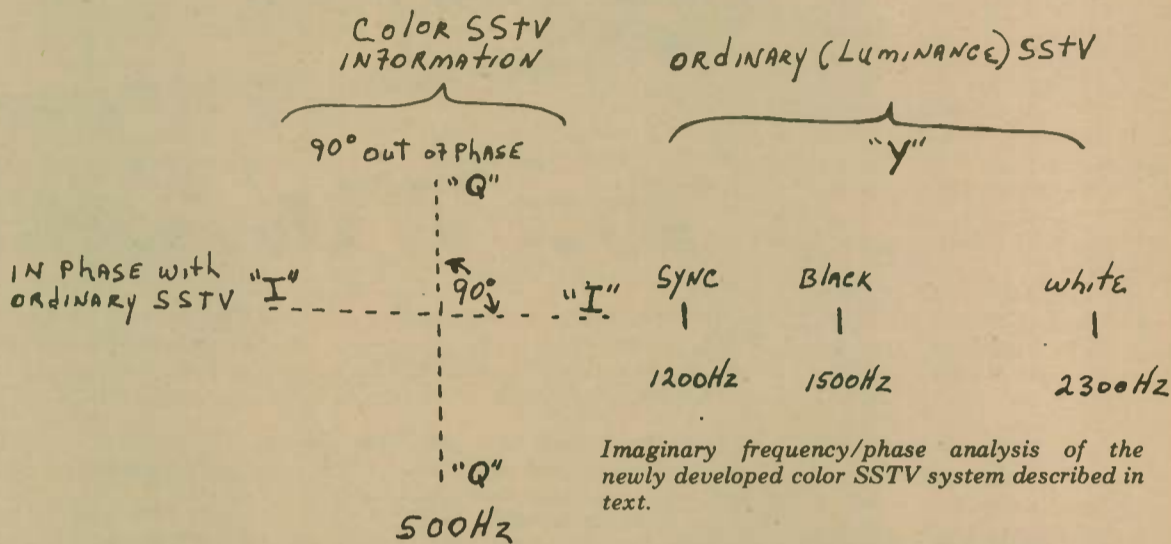 Color SSTV
INFORMATION
90° out of Phase
"Q"
IN Phase with
ORDINARY SSTV
"I"
90°
"I"
"Q"
500Hz
ORDINARY (LUMINANCE) SSTV
"Y"
SYNC
Black
white
1200Hz
1500Hz
2300Hz
Imaginary frequency/phase analysis of the
newly developed color SSTV system described in
text.